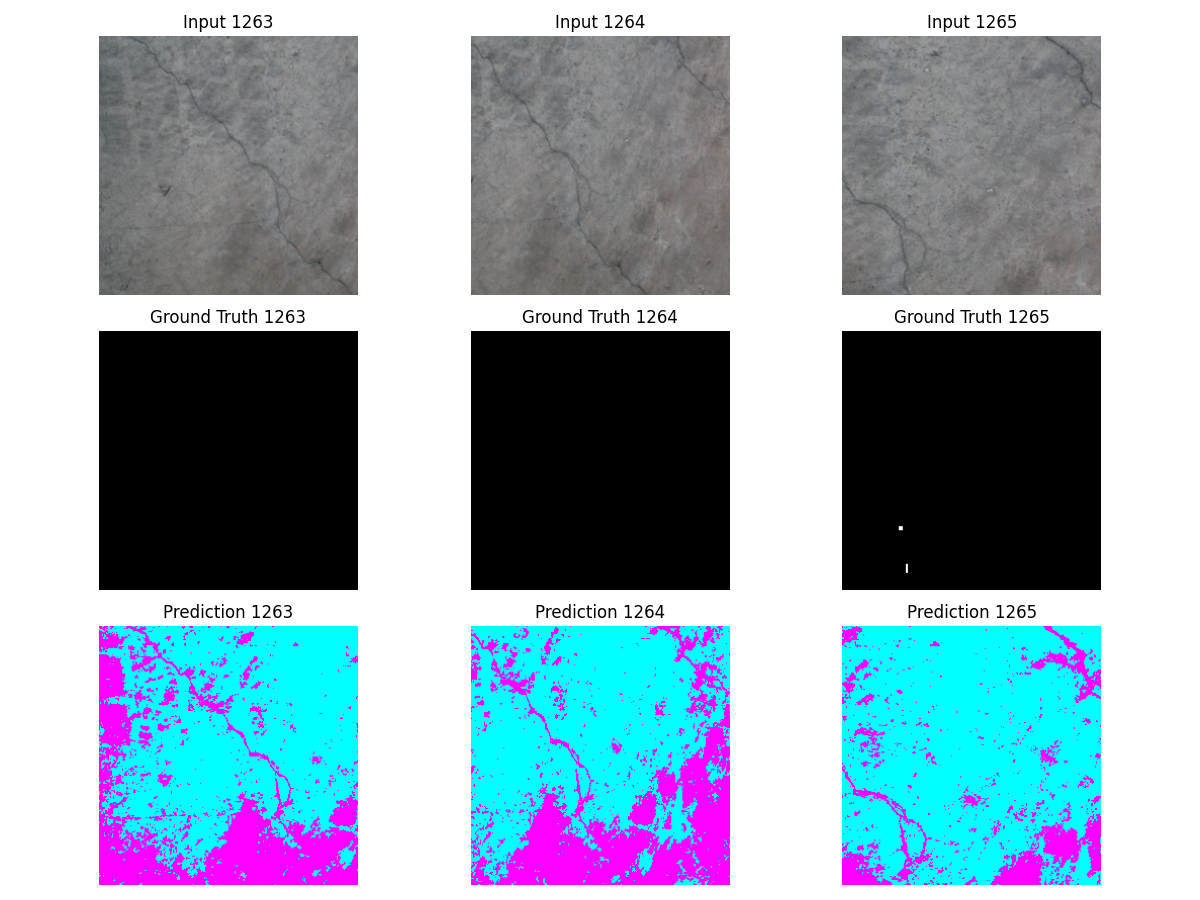 Input 1263
Input 1264
Input 1265
Ground Truth 1263
Ground Truth 1264
Ground Truth 1265
Prediction 1263
Prediction 1264
Prediction 1265